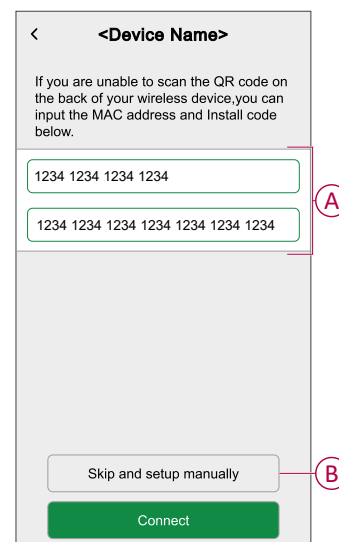 <
<Device Name>
If you are unable to scan the QR code on
the back of your wireless device,you can
input the MAC address and Install code
below.
1234 1234 1234 1234
A
1234 1234 1234 1234 1234 1234 1234
Skip and setup manually
B
Connect